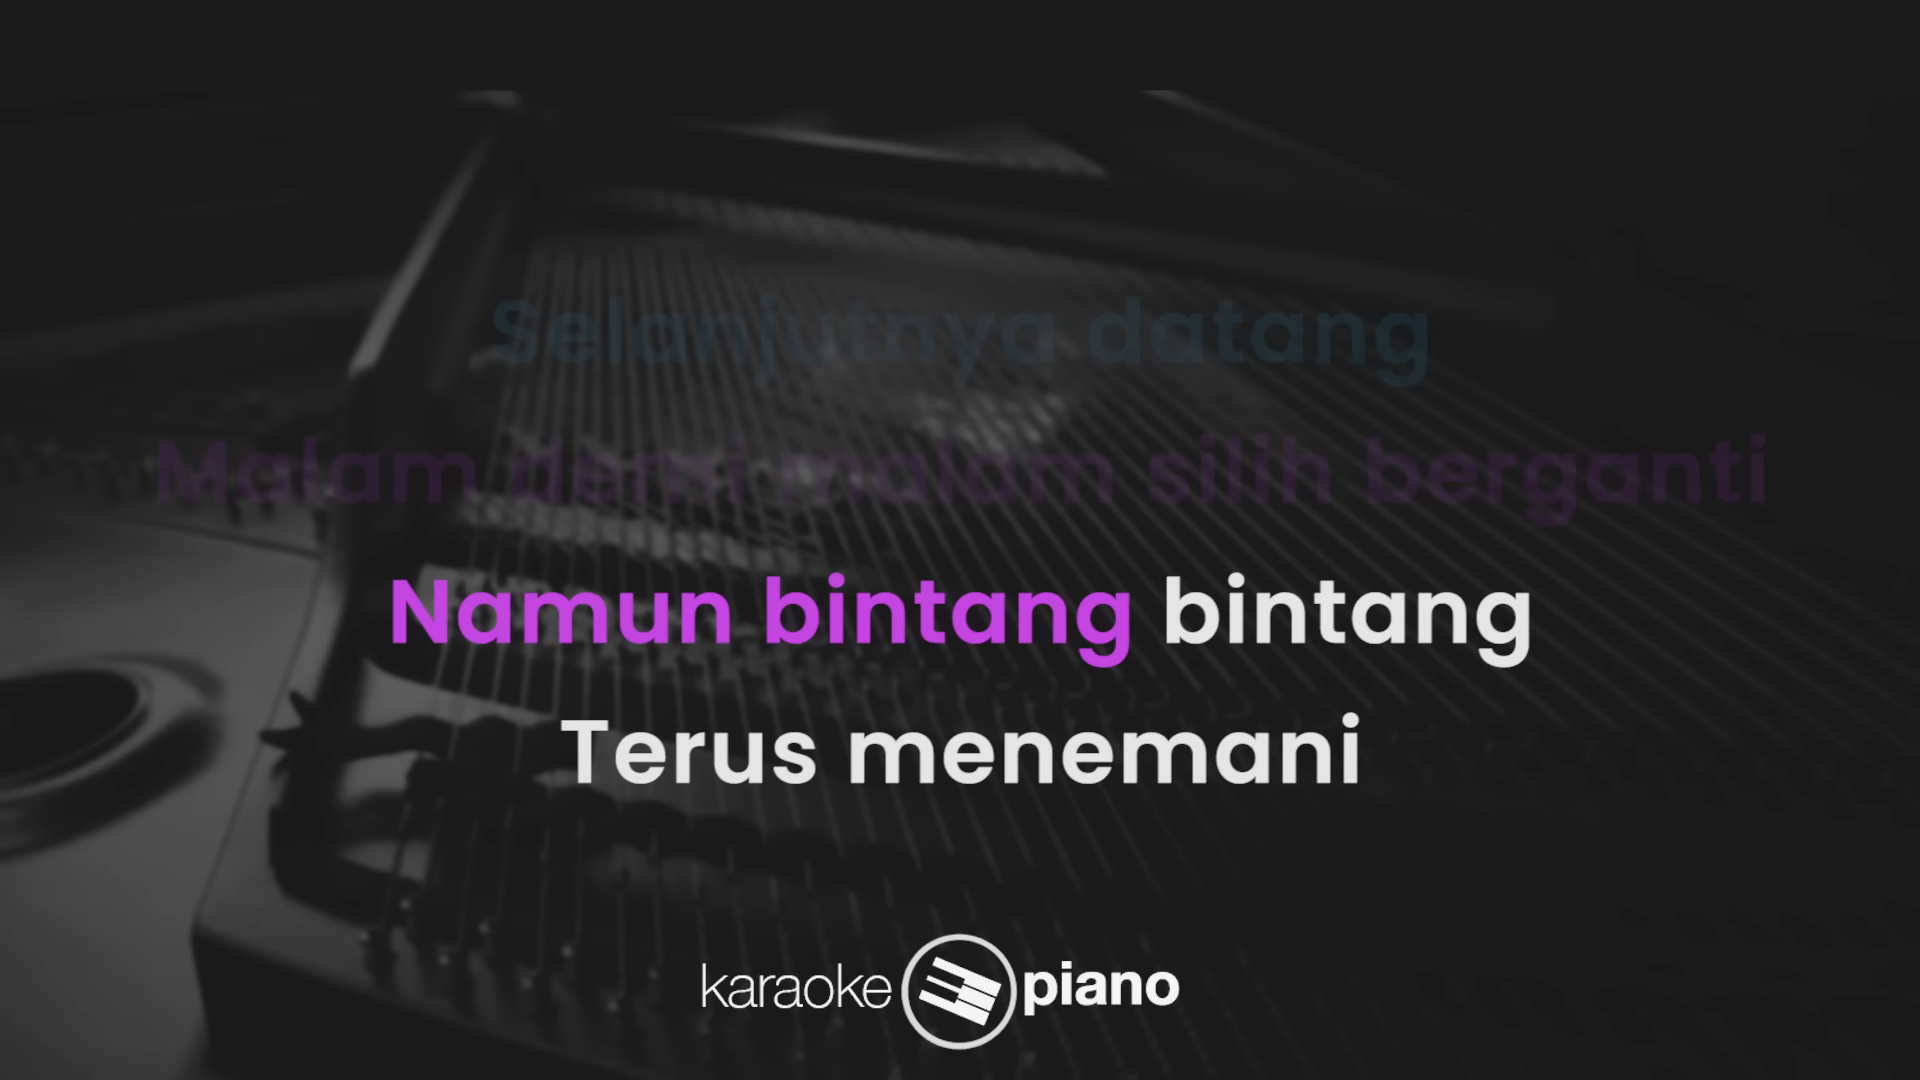 Selanjutnya datang
Malam demi malam silih berganti
Namun bintang bintang
Terus menemani
karaoke piano